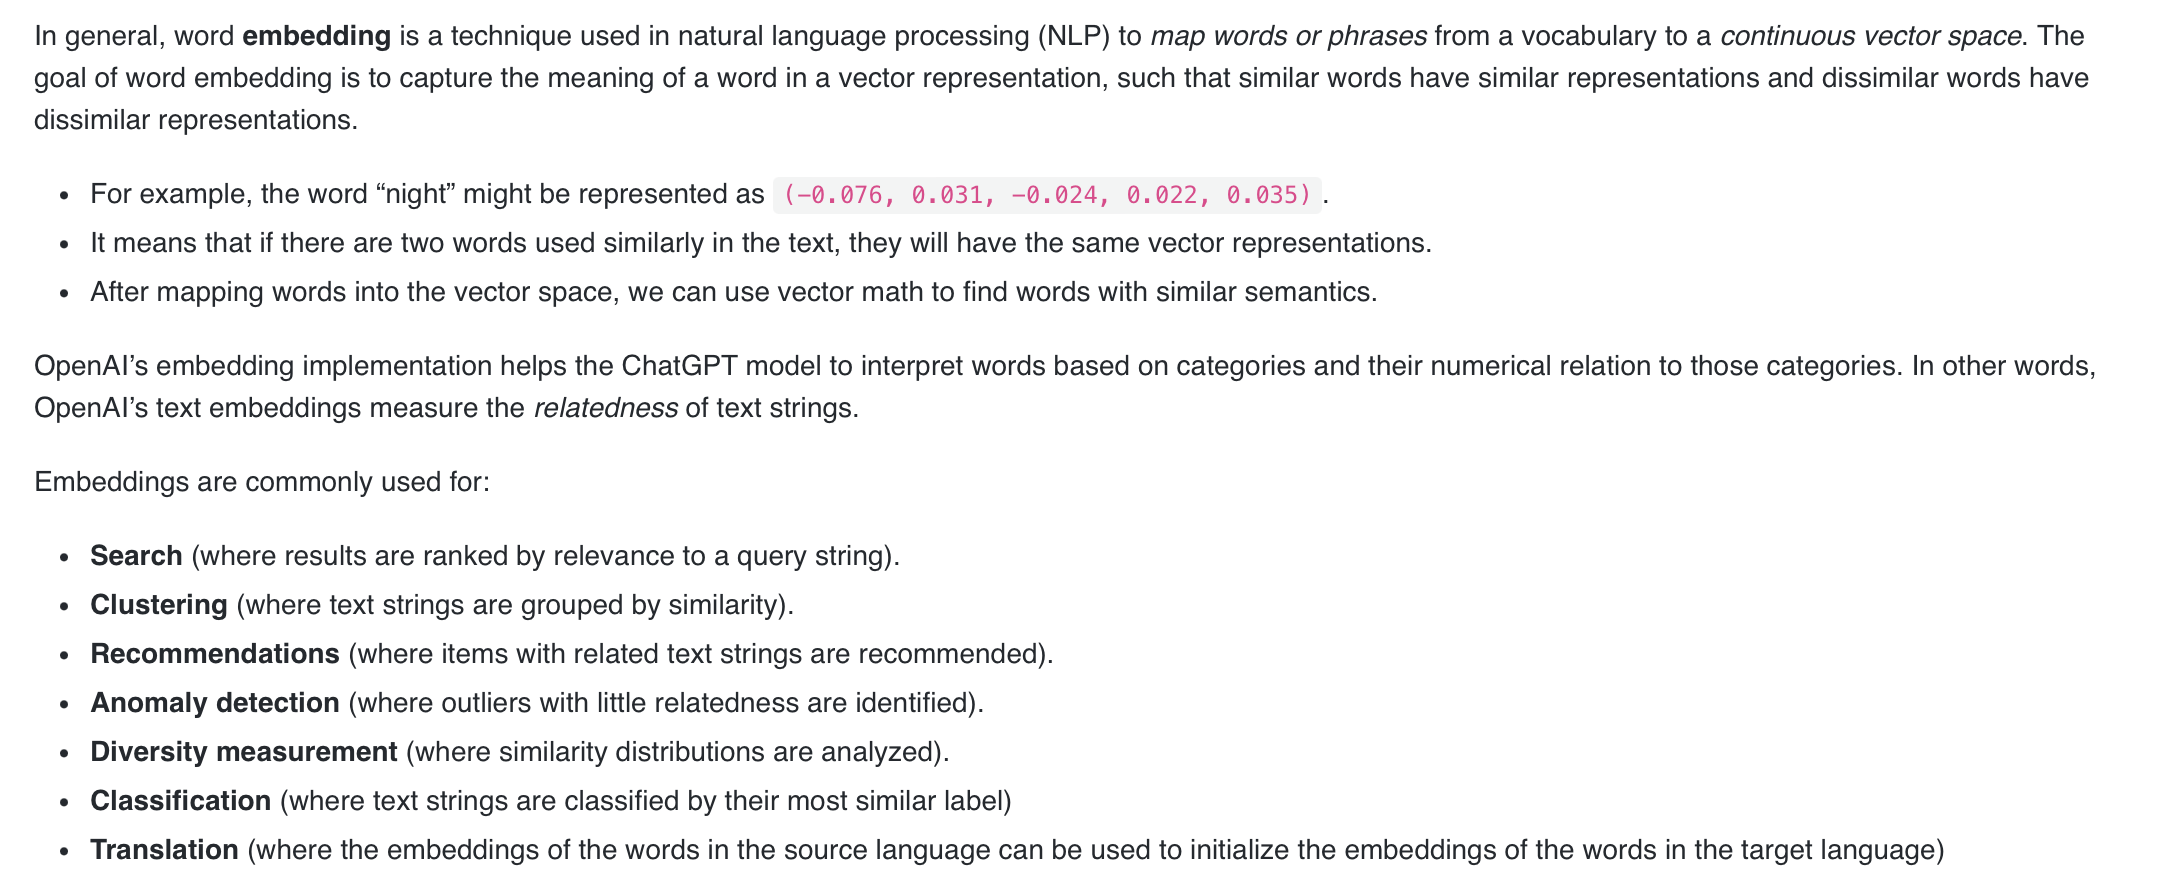 In general, word embedding is a technique used in natural language processing (NLP) to map words or phrases from a vocabulary to a continuous vector space. The
goal of word embedding is to capture the meaning of a word in a vector representation, such that similar words have similar representations and dissimilar words have
dissimilar representations.
• For example, the word “night” might be represented as (-0.076, 0.031, -0.024, 0.022, 0.035) .
• It means that if there are two words used similarly in the text, they will have the same vector representations.
• After mapping words into the vector space, we can use vector math to find words with similar semantics.
OpenAI’s embedding implementation helps the ChatGPT model to interpret words based on categories and their numerical relation to those categories. In other words,
OpenAI’s text embeddings measure the relatedness of text strings.
Embeddings are commonly used for:
• Search (where results are ranked by relevance to a query string).
• Clustering (where text strings are grouped by similarity).
• Recommendations (where items with related text strings are recommended).
• Anomaly detection (where outliers with little relatedness are identified).
• Diversity measurement (where similarity distributions are analyzed).
• Classification (where text strings are classified by their most similar label)
• Translation (where the embeddings of the words in the source language can be used to initialize the embeddings of the words in the target language)